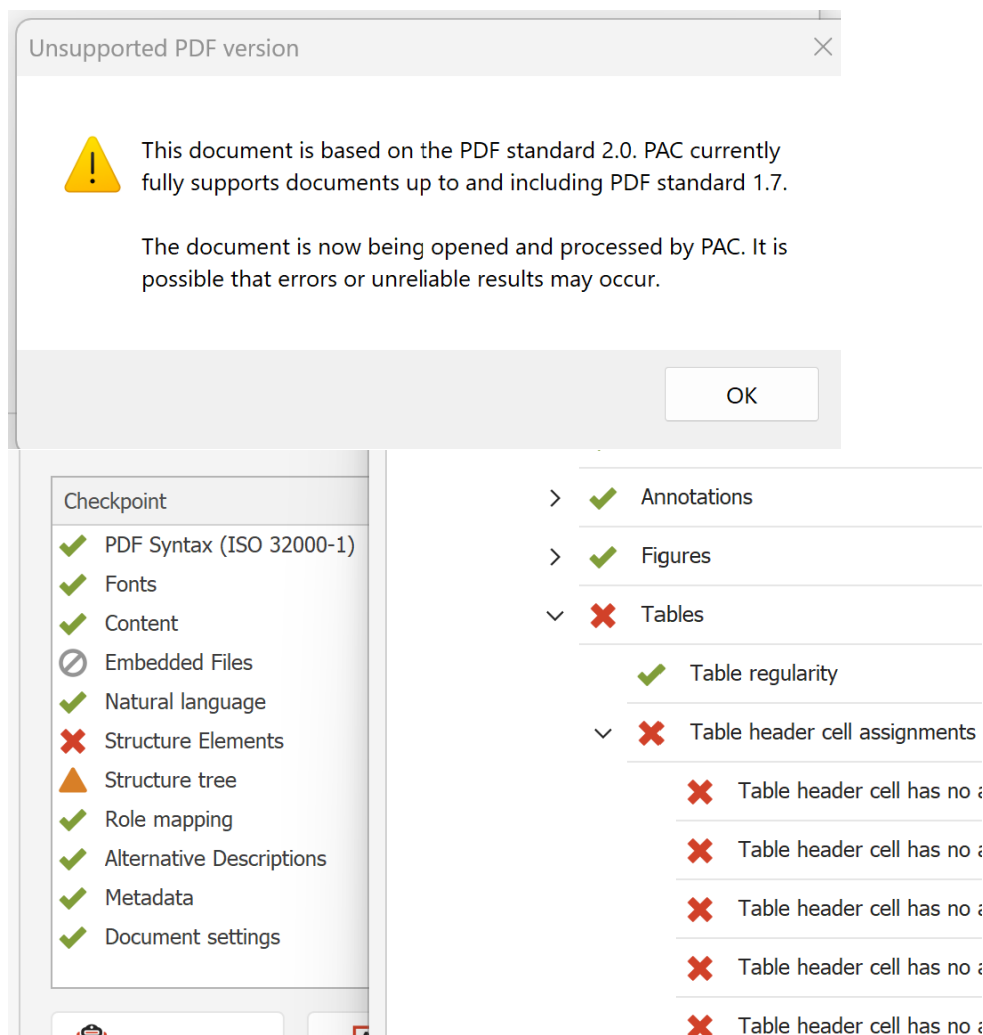 Unsupported PDF version
This document is based on the PDF standard 2.0. PAC currently
fully supports documents up to and including PDF standard 1.7.
The document is now being opened and processed by PAC. It is
possible that errors or unreliable results may occur.
OK
Checkpoint
PDF Syntax (ISO 32000-1)
Fonts
Content
Embedded Files
Natural language
Structure Elements
Structure tree
Role mapping
Alternative Descriptions
Metadata
Document settings
Annotations
Figures
Tables
Table regularity
Table header cell assignments
Table header cell has no
Table header cell has no
Table header cell has no
Table header cell has no
Table header cell has no